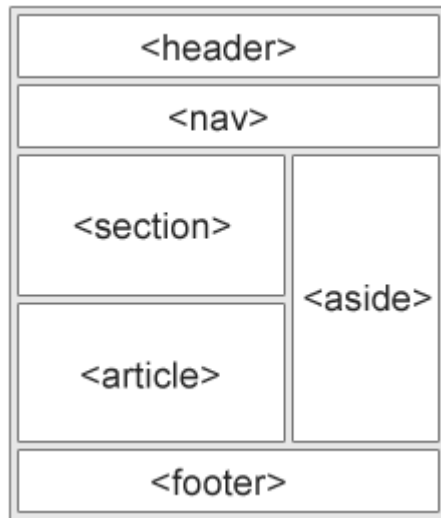 <header>
<nav>
<section>
<aside>
<article>
<footer>